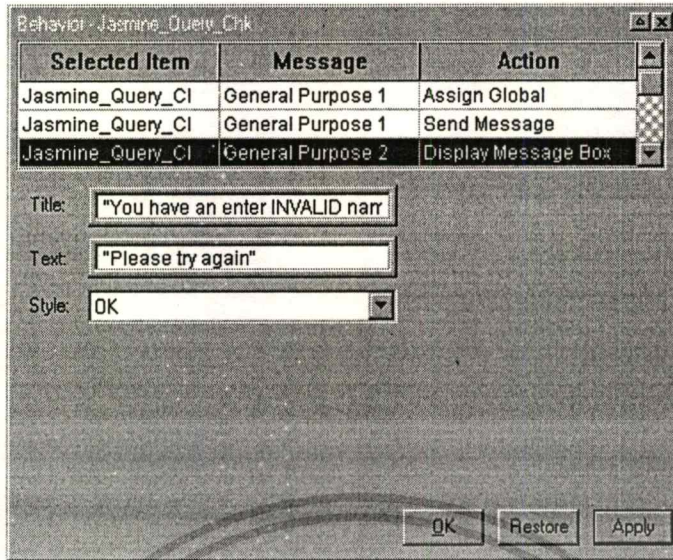 Behavior - Jasmine_Query_Chk
Selected Item Message Action
Jasmine_Query_Cl General Purpose 1 Assign Global
Jasmine_Query_Cl General Purpose 1 Send Message
Jasmine_Query_Cl General Purpose 2 Display Message Box
Title: "You have an enter INVALID nam
Text: "Please try again"
Style: OK
OK Restore Apply